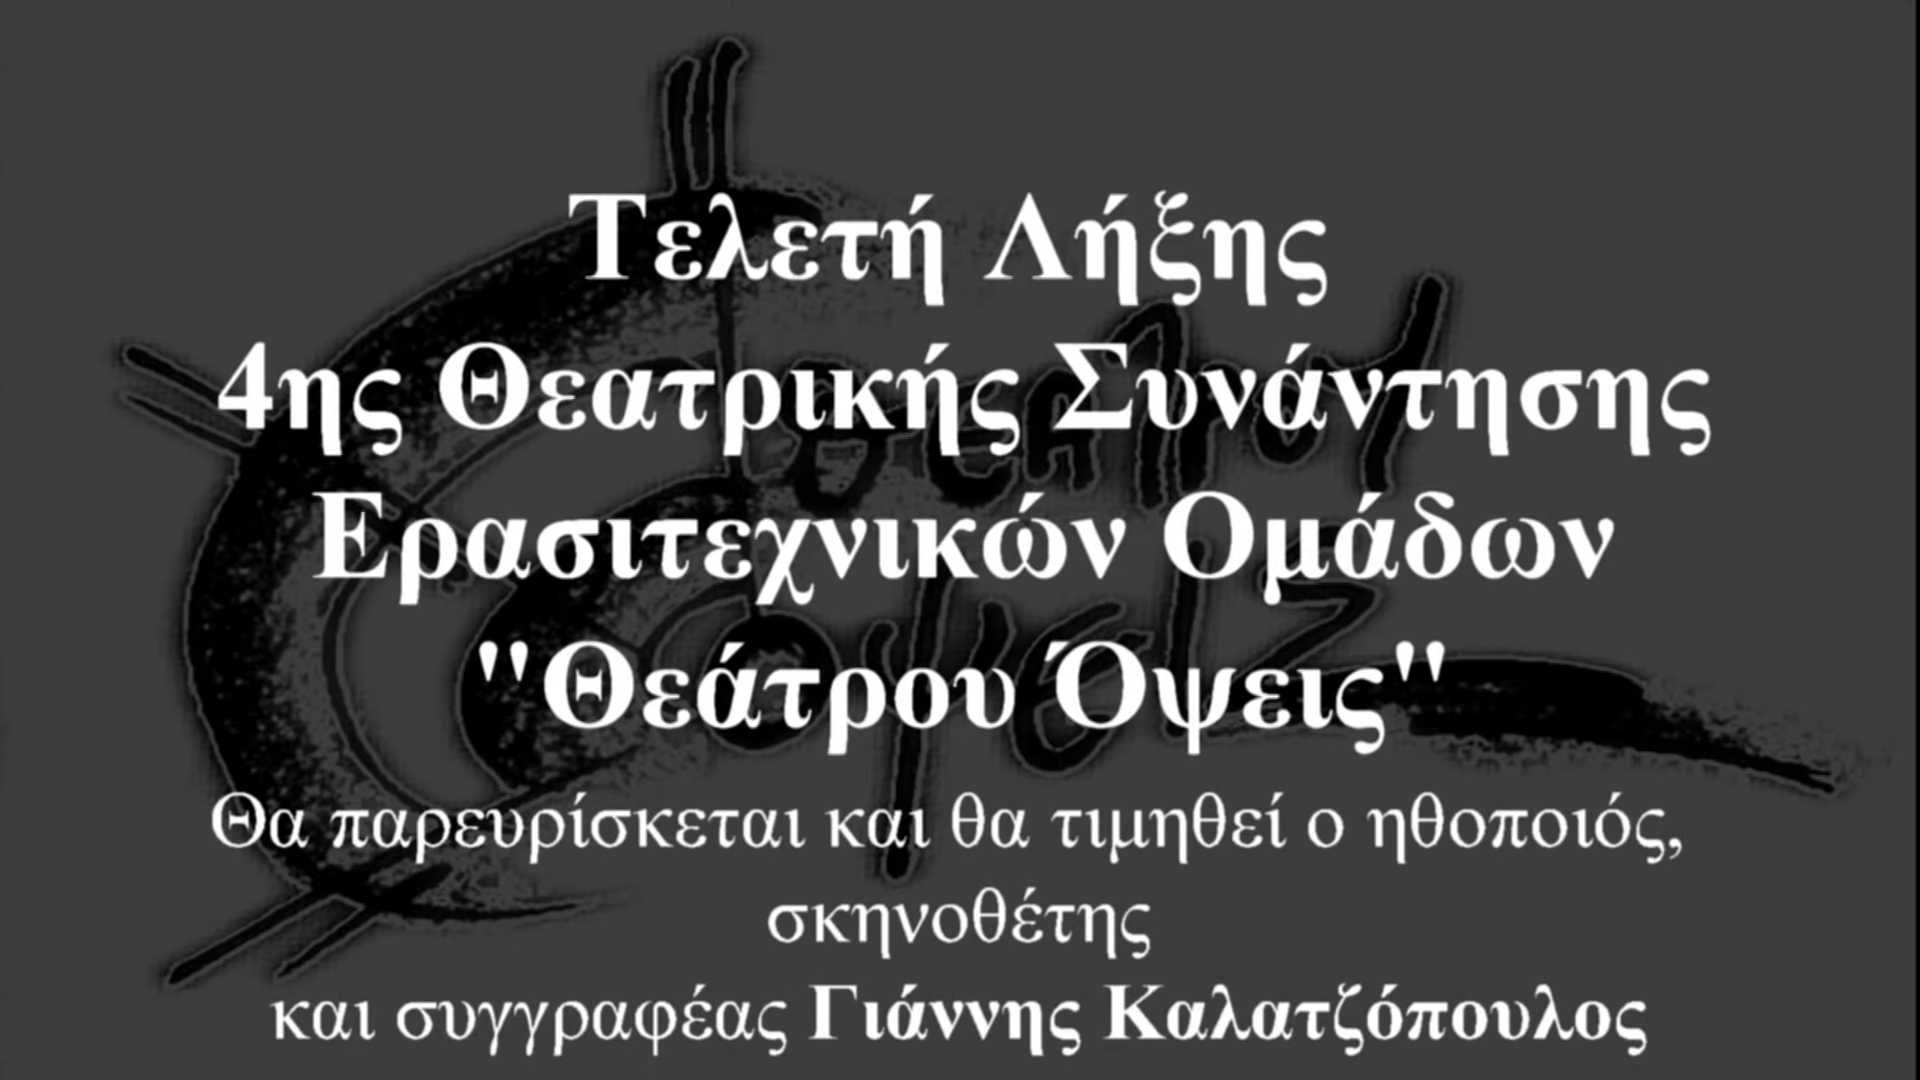 Τελετή Λήξης
4ης Θεατρικής Συνάντησης
Ερασιτεχνικών Ομάδων
"Θεάτρου Όψεις"
Θα παρευρίσκεται και θα τιμηθεί ο ηθοποιός,
σκηνοθέτης
και συγγραφέας Γιάννης Καλατζόπουλος